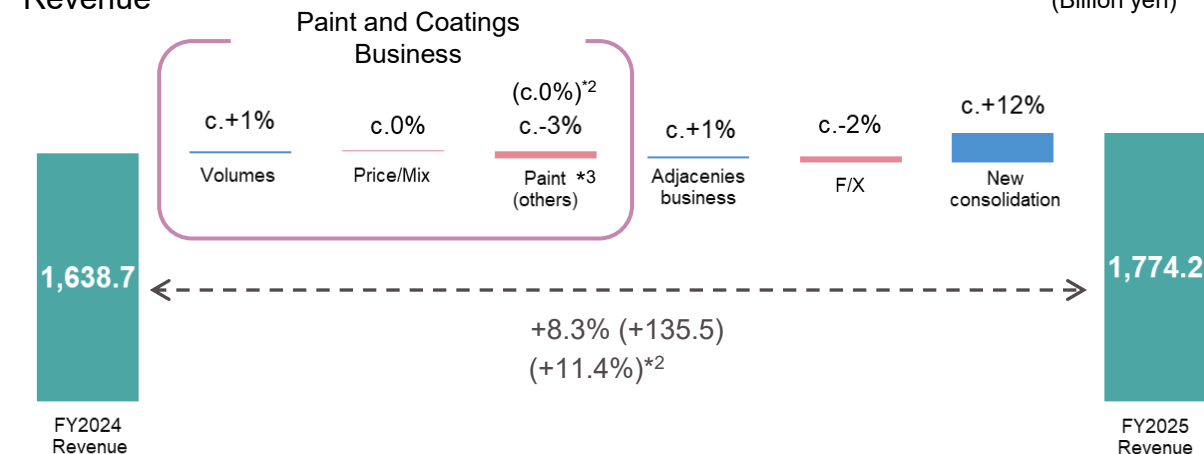 Revenue
(Billion yen)
Paint and Coatings
Business
c.+1%
Volumes
c.0%
Price/Mix
(c.0%)*2
c.-3%
Paint *3
(others)
c.+1%
Adjacenies
business
c.-2%
F/X
c.+12%
New
consolidation
1,638.7
1,774.2
+8.3% (+135.5)
(+11.4%)*2
FY2024
Revenue
FY2025
Revenue